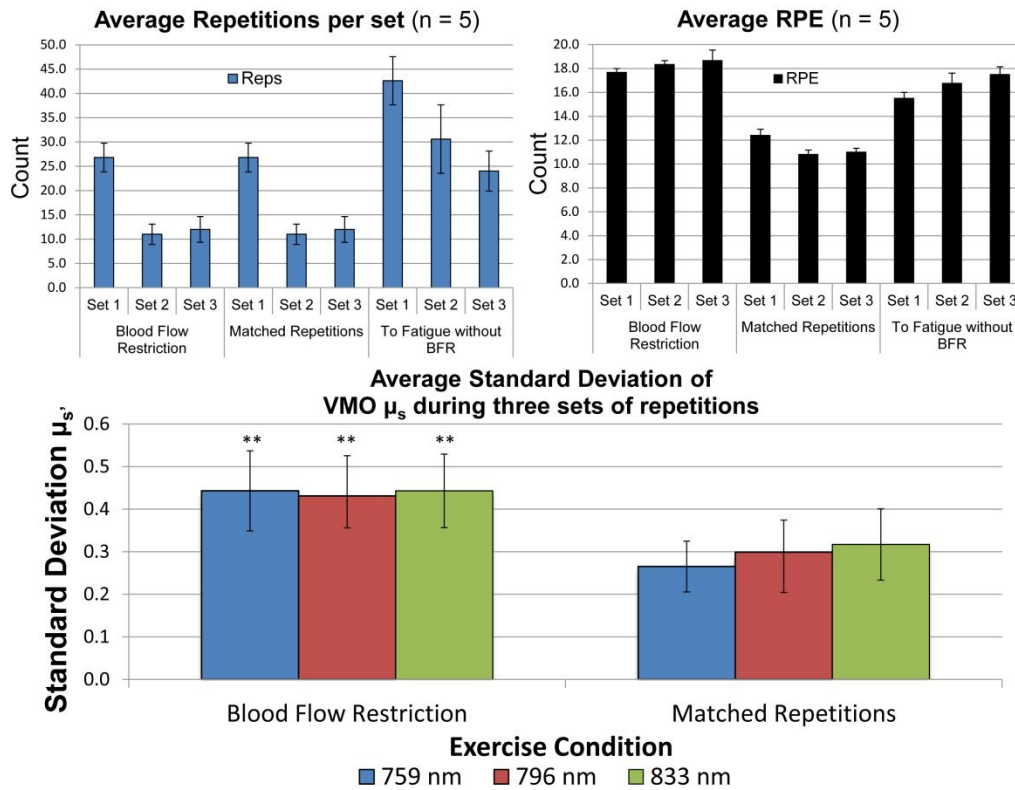 Average Repetitions per set (n = 5)
50.0
45.0
40.0
35.0
30.0
25.0
20.0
15.0
10.0
5.0
0.0
Count
Reps
Set 1 Set 2 Set 3 Set 1 Set 2 Set 3 Set 1 Set 2 Set 3
Blood Flow Restriction
Matched Repetitions
To Fatigue without BFR
Average RPE (n = 5)
20.0
18.0
16.0
14.0
12.0
10.0
8.0
6.0
4.0
2.0
0.0
Count
RPE
Set 1 Set 2 Set 3 Set 1 Set 2 Set 3 Set 1 Set 2 Set 3
Blood Flow Restriction
Matched Repetitions
To Fatigue without BFR
Average Standard Deviation of
VMO μs during three sets of repetitions
Standard Deviation μs,
0.6
0.5
0.4
0.3
0.2
0.1
0.0
** ** **
Blood Flow Restriction Matched Repetitions
Exercise Condition
759 nm 796 nm 833 nm